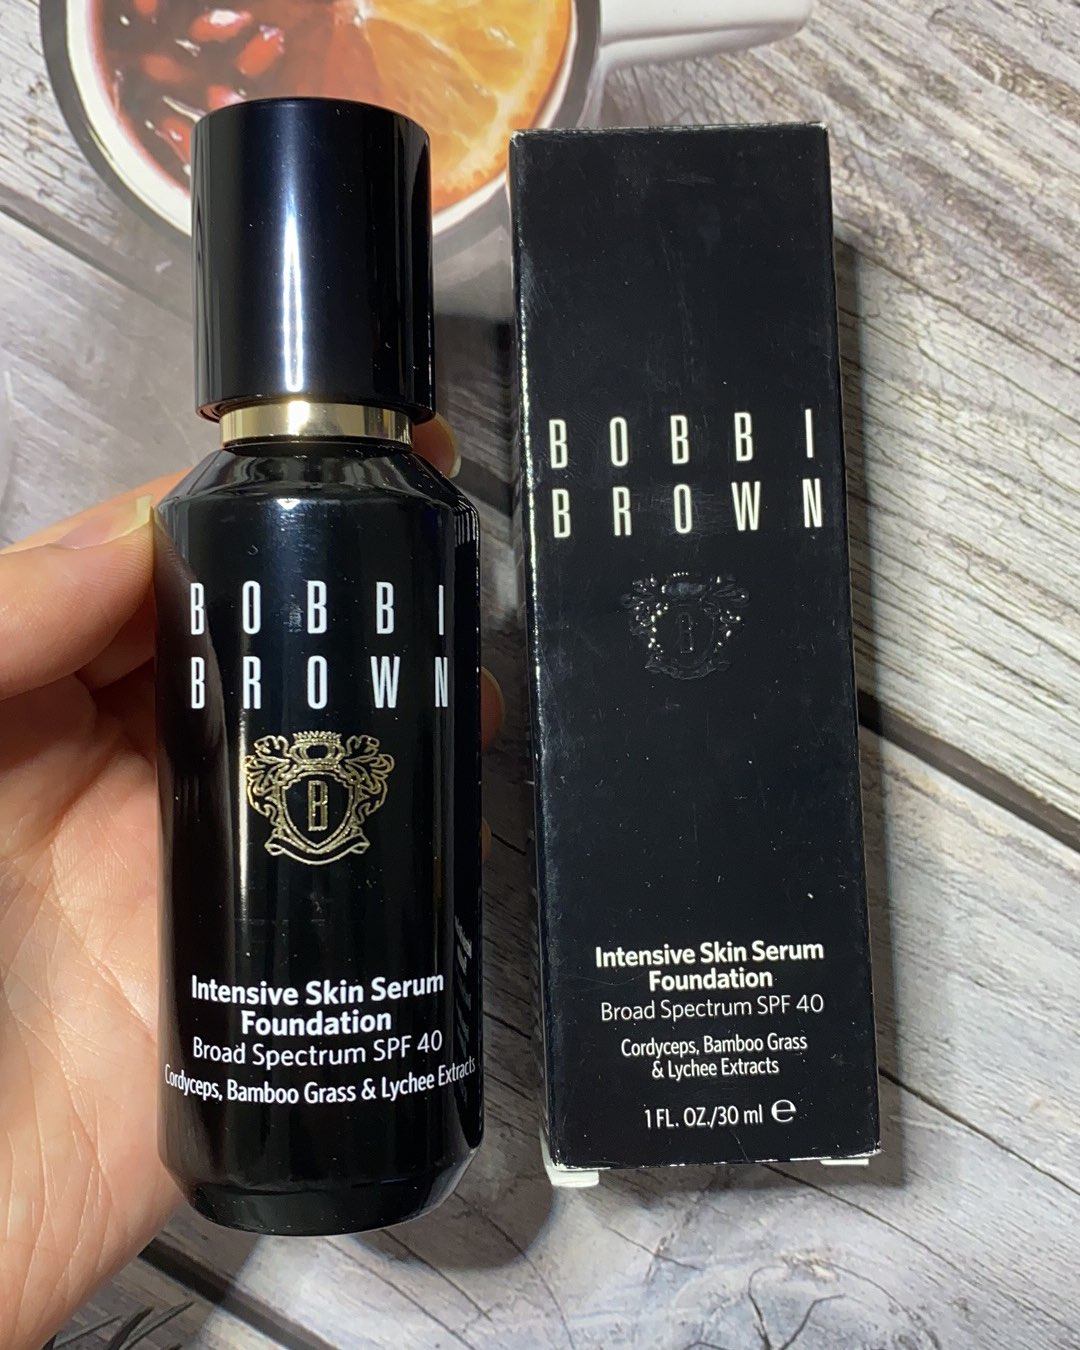 BOBBI
BROWN
B
Intensive Skin Serum
Foundation
Broad Spectrum SPF 40
Cordyceps, Bamboo Grass & Lychee Extracts
BOBBI
BROWN
B
Intensive Skin Serum
Foundation
Broad Spectrum SPF 40
Cordyceps, Bamboo Grass
& Lychee Extracts
1 FL. OZ./30 ml ℮